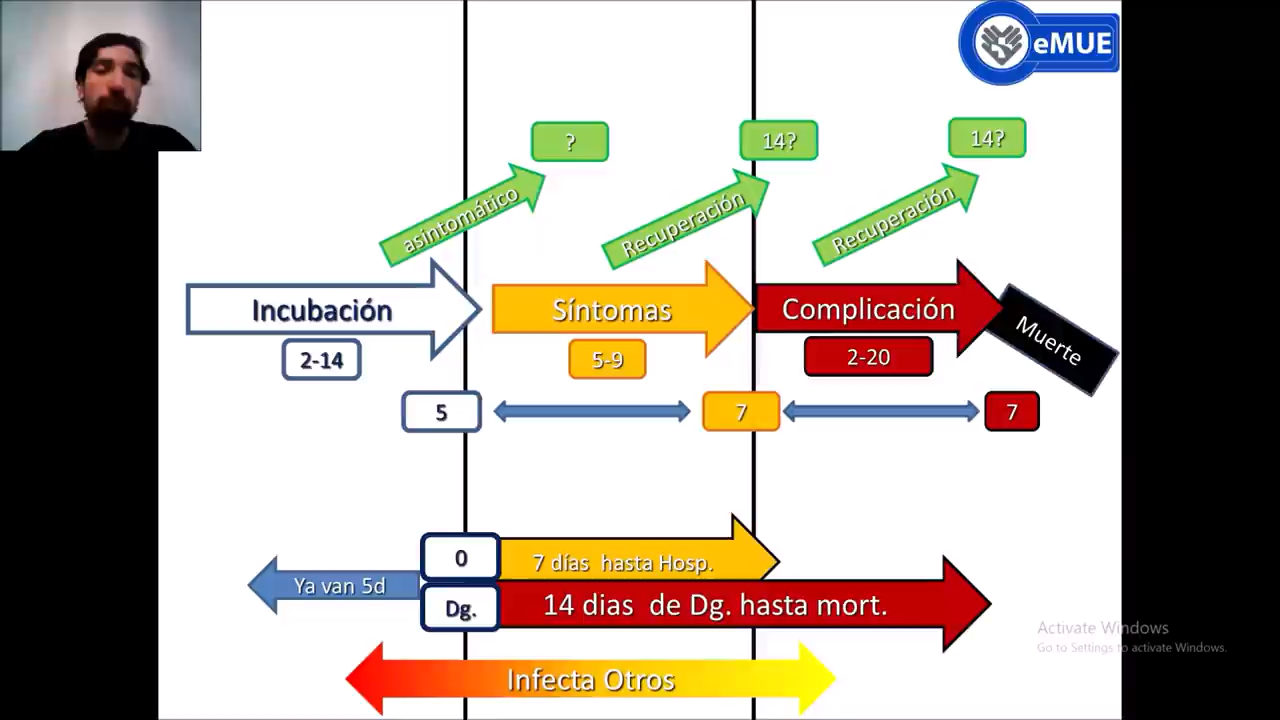 eMUE
?
14?
14?
asintomático
Recuperación
Recuperación
Incubación
Síntomas
Complicación
Muerte
2-14
5-9
2-20
5
7
7
0
7 días hasta Hosp.
Ya van 5d
Dg.
14 dias de Dg. hasta mort.
Infecta Otros
Activate Windows
Go to Settings to activate Windows.